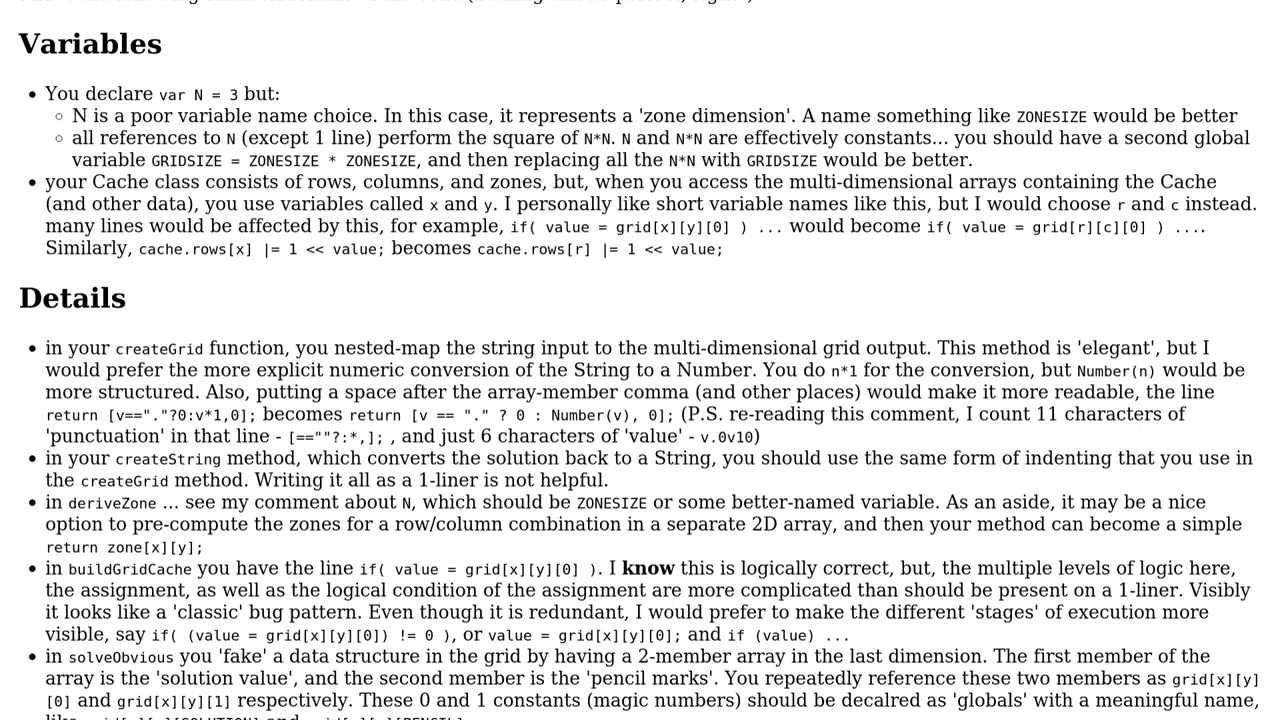 Variables
• You declare var N = 3 but:
◦ N is a poor variable name choice. In this case, it represents a 'zone dimension'. A name something like ZONESIZE would be better
◦ all references to N (except 1 line) perform the square of N*N. N and N*N are effectively constants... you should have a second global
variable GRIDSIZE = ZONESIZE * ZONESIZE, and then replacing all the N*N with GRIDSIZE would be better.
• your Cache class consists of rows, columns, and zones, but, when you access the multi-dimensional arrays containing the Cache
(and other data), you use variables called x and y. I personally like short variable names like this, but I would choose r and c instead.
many lines would be affected by this, for example, if( value = grid[x][y][0] ) ... would become if( value = grid[r][c][0] ) ....
Similarly, cache.rows[x] |= 1 << value; becomes cache.rows[r] |= 1 << value;
Details
• in your createGrid function, you nested-map the string input to the multi-dimensional grid output. This method is 'elegant', but I
would prefer the more explicit numeric conversion of the String to a Number. You do n*1 for the conversion, but Number(n) would be
more structured. Also, putting a space after the array-member comma (and other places) would make it more readable, the line
return [v=="."?0:v*1,0]; becomes return [v == "." ? 0 : Number(v), 0]; (P.S. re-reading this comment, I count 11 characters of
'punctuation' in that line - [==""?:*,]; , and just 6 characters of 'value' - v.0v10)
• in your createString method, which converts the solution back to a String, you should use the same form of indenting that you use in
the createGrid method. Writing it all as a 1-liner is not helpful.
• in deriveZone ... see my comment about N, which should be ZONESIZE or some better-named variable. As an aside, it may be a nice
option to pre-compute the zones for a row/column combination in a separate 2D array, and then your method can become a simple
return zone[x][y];
• in buildGridCache you have the line if( value = grid[x][y][0] ). I know this is logically correct, but, the multiple levels of logic here,
the assignment, as well as the logical condition of the assignment are more complicated than should be present on a 1-liner. Visibly
it looks like a 'classic' bug pattern. Even though it is redundant, I would prefer to make the different 'stages' of execution more
visible, say if( (value = grid[x][y][0]) != 0 ), or value = grid[x][y][0]; and if (value) ...
• in solveObvious you 'fake' a data structure in the grid by having a 2-member array in the last dimension. The first member of the
array is the 'solution value', and the second member is the 'pencil marks'. You repeatedly reference these two members as grid[x][y]
[0] and grid[x][y][1] respectively. These 0 and 1 constants (magic numbers) should be decalred as 'globals' with a meaningful name,